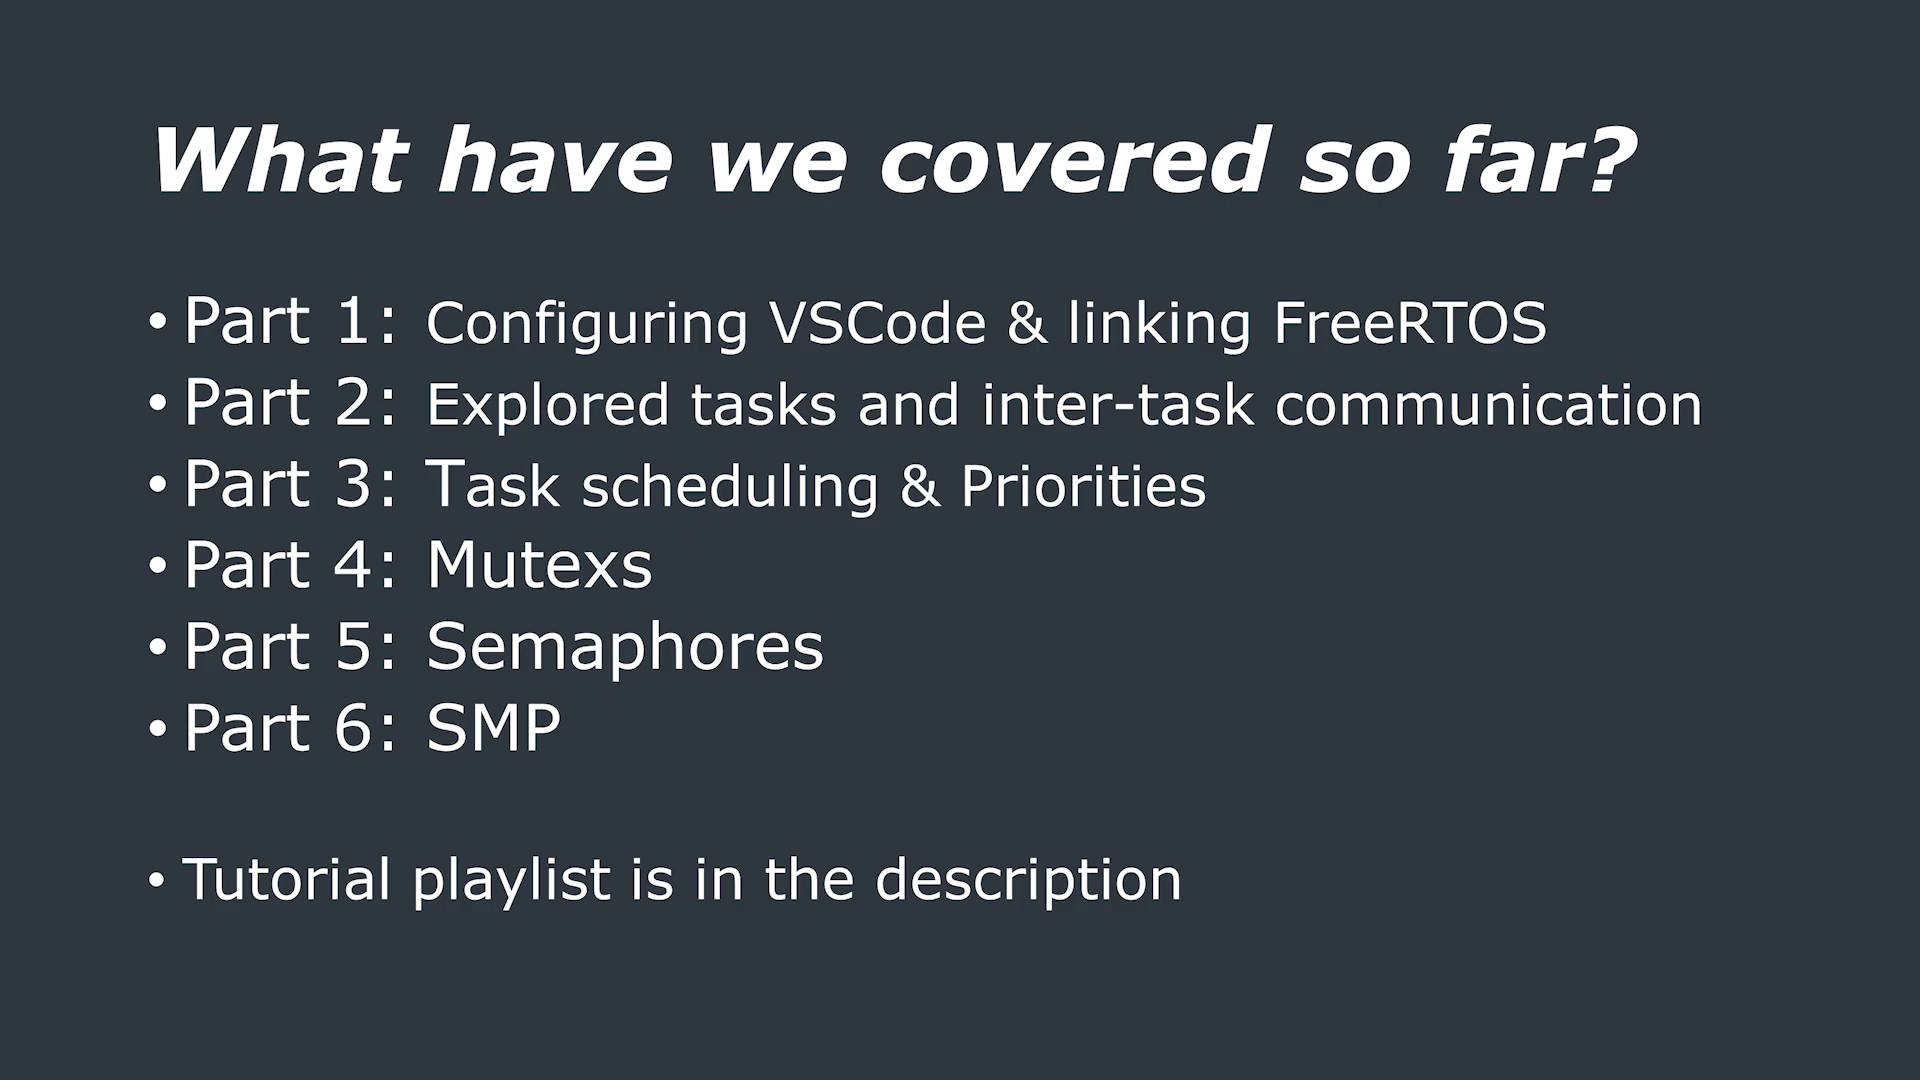 What have we covered so far?
• Part 1: Configuring VSCode & linking FreeRTOS
• Part 2: Explored tasks and inter-task communication
• Part 3: Task scheduling & Priorities
• Part 4: Mutexs
• Part 5: Semaphores
• Part 6: SMP
• Tutorial playlist is in the description